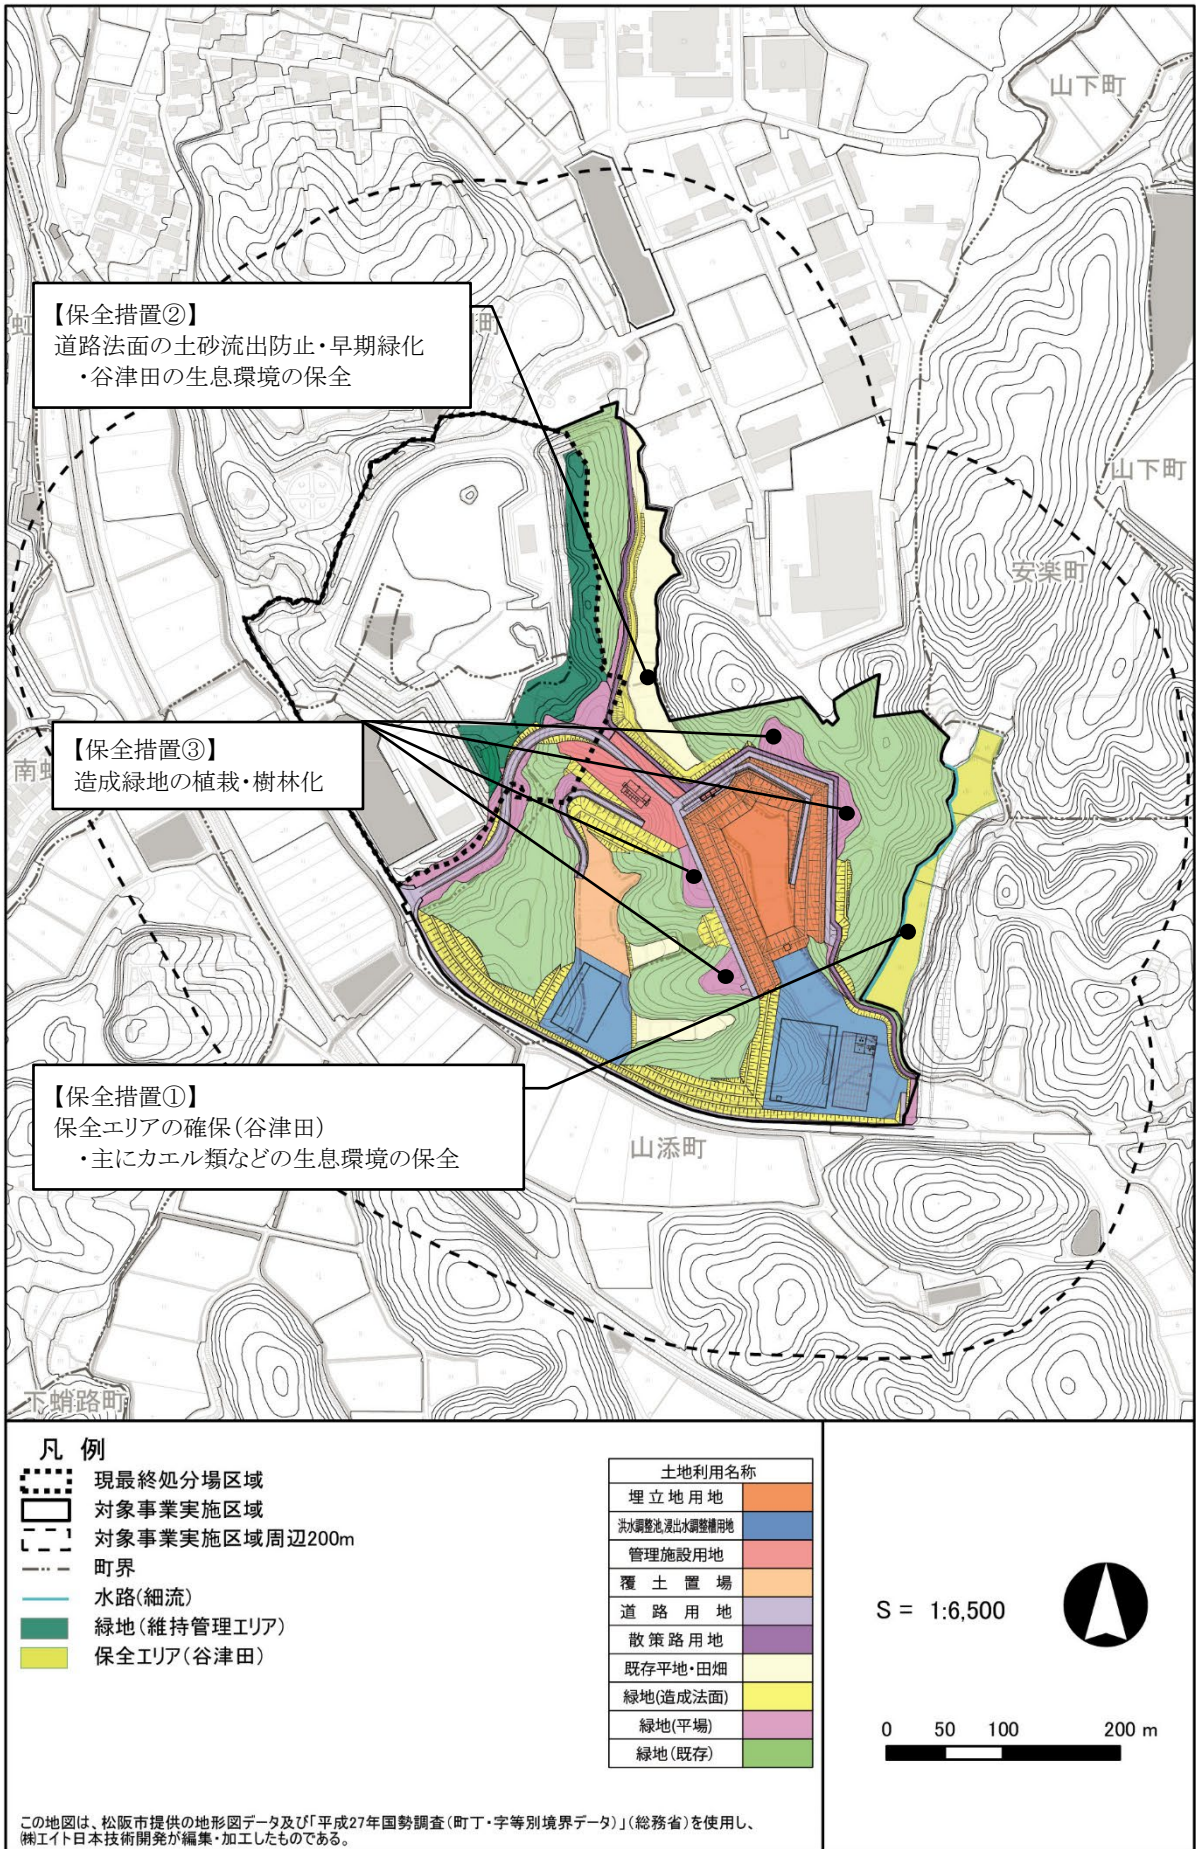 山下町
【保全措置②】
道路法面の土砂流出防止・早期緑化
・谷津田の生息環境の保全
町
山下町
安楽町
【保全措置③】
造成緑地の植栽・樹林化
南
【保全措置①】
保全エリアの確保(谷津田)
・主にカエル類などの生息環境の保全
山添町
下蛸路町
凡 例
現最終処分場区域
対象事業実施区域
対象事業実施区域周辺200m
町界
水路(細流)
緑地(維持管理エリア)
保全エリア(谷津田)
土地利用名称
埋立地用地
洪水調整池,浸出水調整槽用地
管理施設用地
覆土置場
道路用地
散策路用地
既存平地・田畑
緑地(造成法面)
緑地(平場)
緑地(既存)
S = 1:6,500
0 50 100 200 m
この地図は、松阪市提供の地形図データ及び「平成27年国勢調査(町丁・字等別境界データ)」(総務省)を使用し、
㈱エイト日本技術開発が編集・加工したものである。